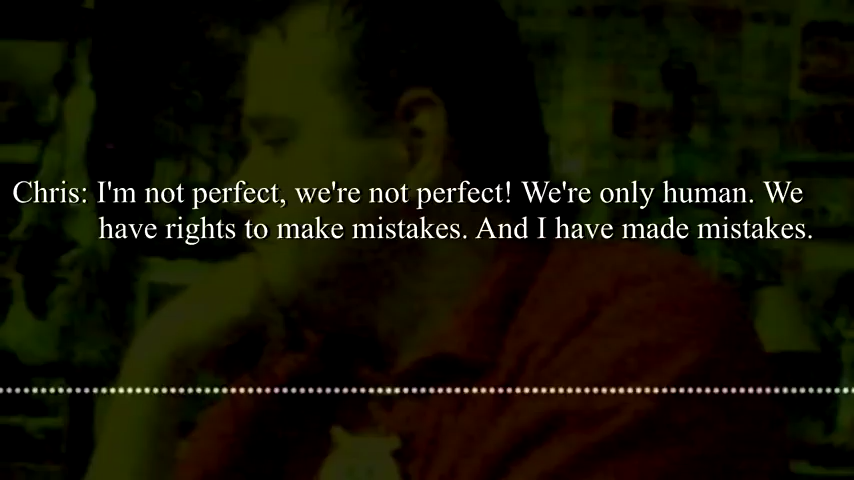 Chris: I'm not perfect, we're not perfect! We're only human. We
have rights to make mistakes. And I have made mistakes.